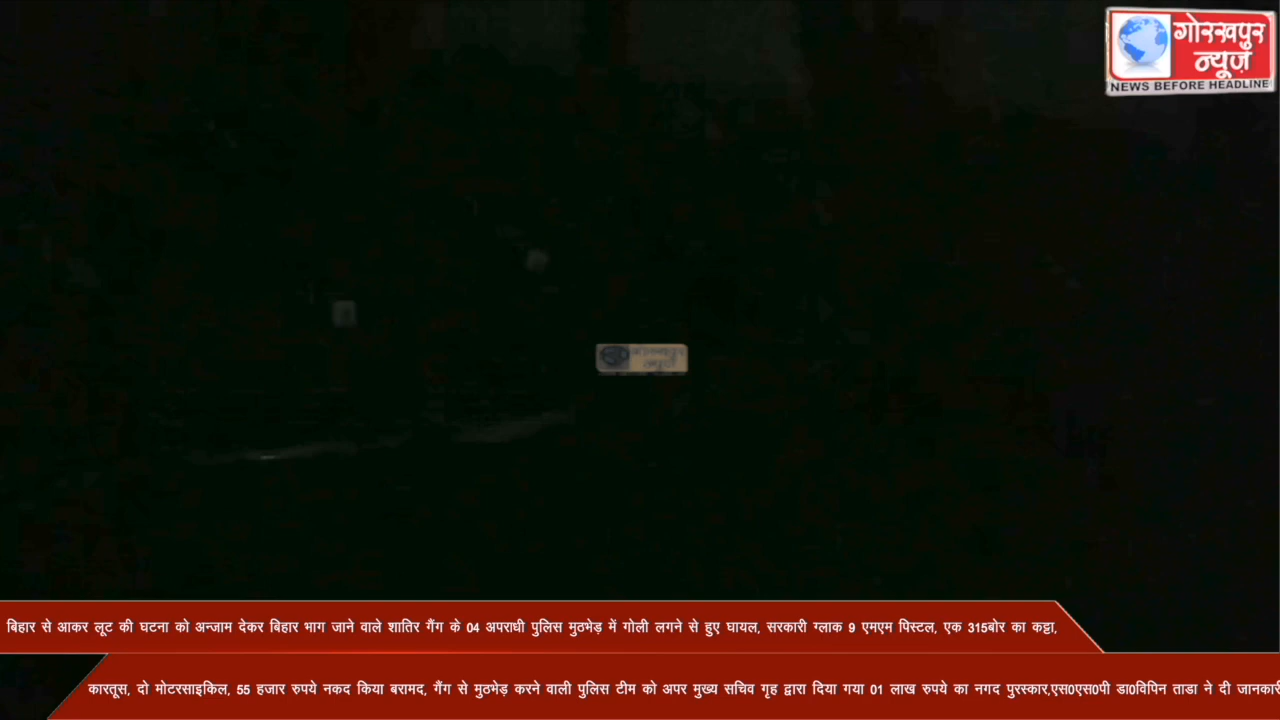 गोरखपुर
न्यूज़
NEWS BEFORE HEADLINE
बिहार से आकर लूट की घटना को अन्जाम देकर बिहार भाग जाने वाले शातिर गैंग के 04 अपराधी पुलिस मुठभेड़ में गोली लगने से हुए घायल, सरकारी ग्लाक 9 एमएम पिस्टल, एक 315बोर का कट्टा,
कारतूस, दो मोटरसाइकिल, 55 हजार रुपये नकद किया बरामद, गैंग से मुठभेड़ करने वाली पुलिस टीम को अपर मुख्य सचिव गृह द्वारा दिया गया 01 लाख रुपये का नगद पुरस्कार,एस0एस0पी डा0विपिन ताडा ने दी जानकारी